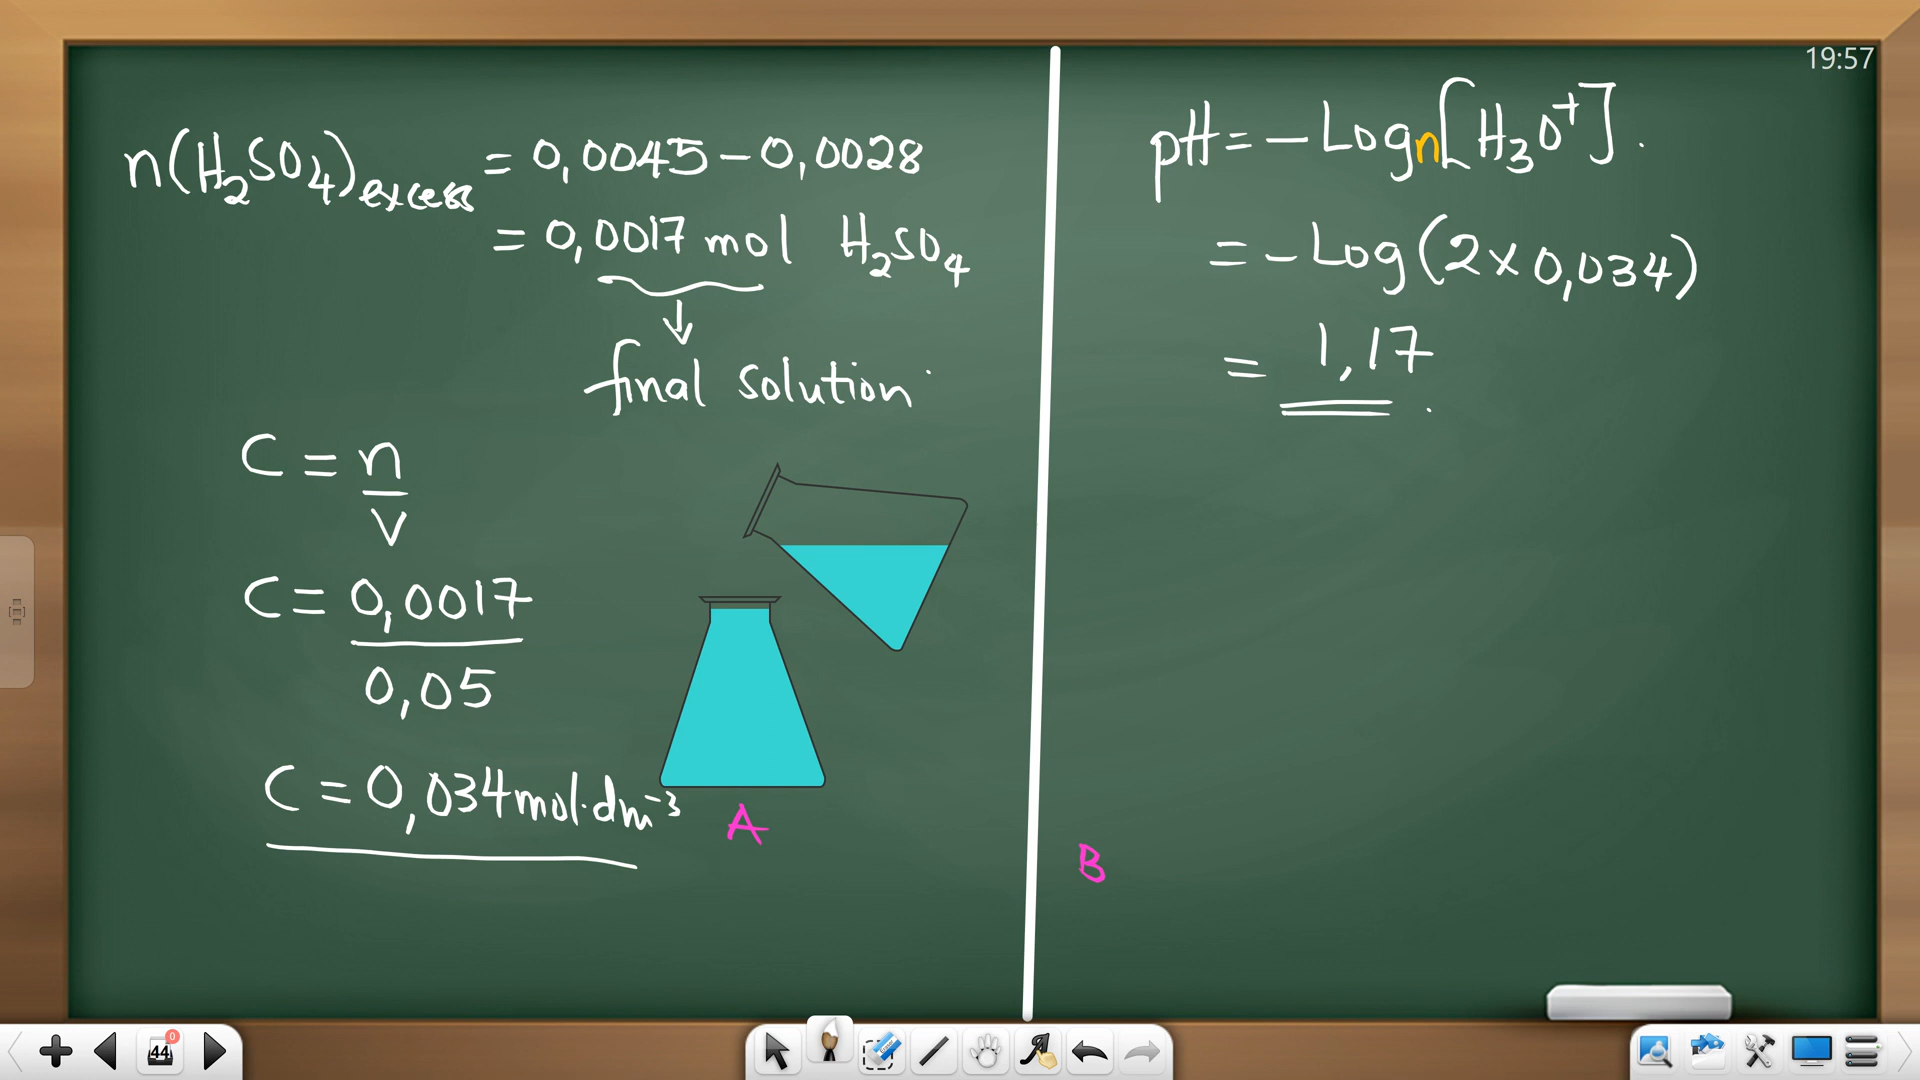 n(H₂SO₄)excess = 0,0045 – 0,0028
= 0,0017 mol H₂SO₄
↓
final solution
C = n/V
C = 0,0017/0,05
C = 0,034 mol·dm⁻³
A
19:57
pH = –Log n[H₃O⁺].
= –Log(2×0,034)
= 1,17
B
44
0